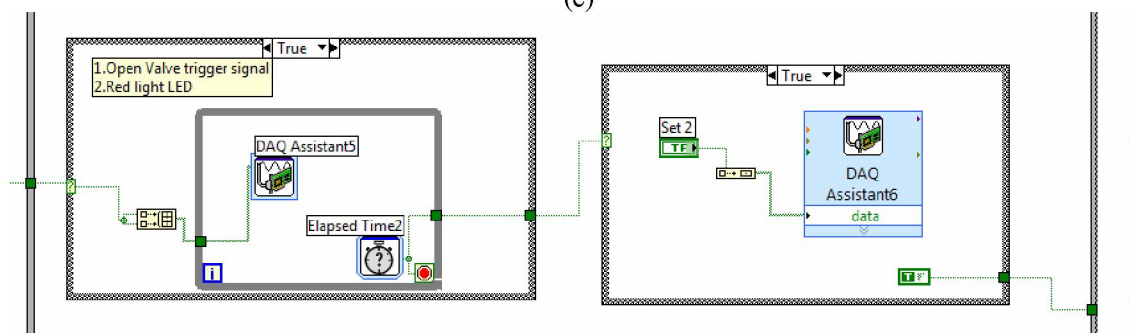 (c)
True
1.Open Valve trigger signal
2.Red light LED
DAQ Assistant5
Elapsed Time2
?
?
i
?
True
Set 2
TF
DAQ
Assistant6
data
T